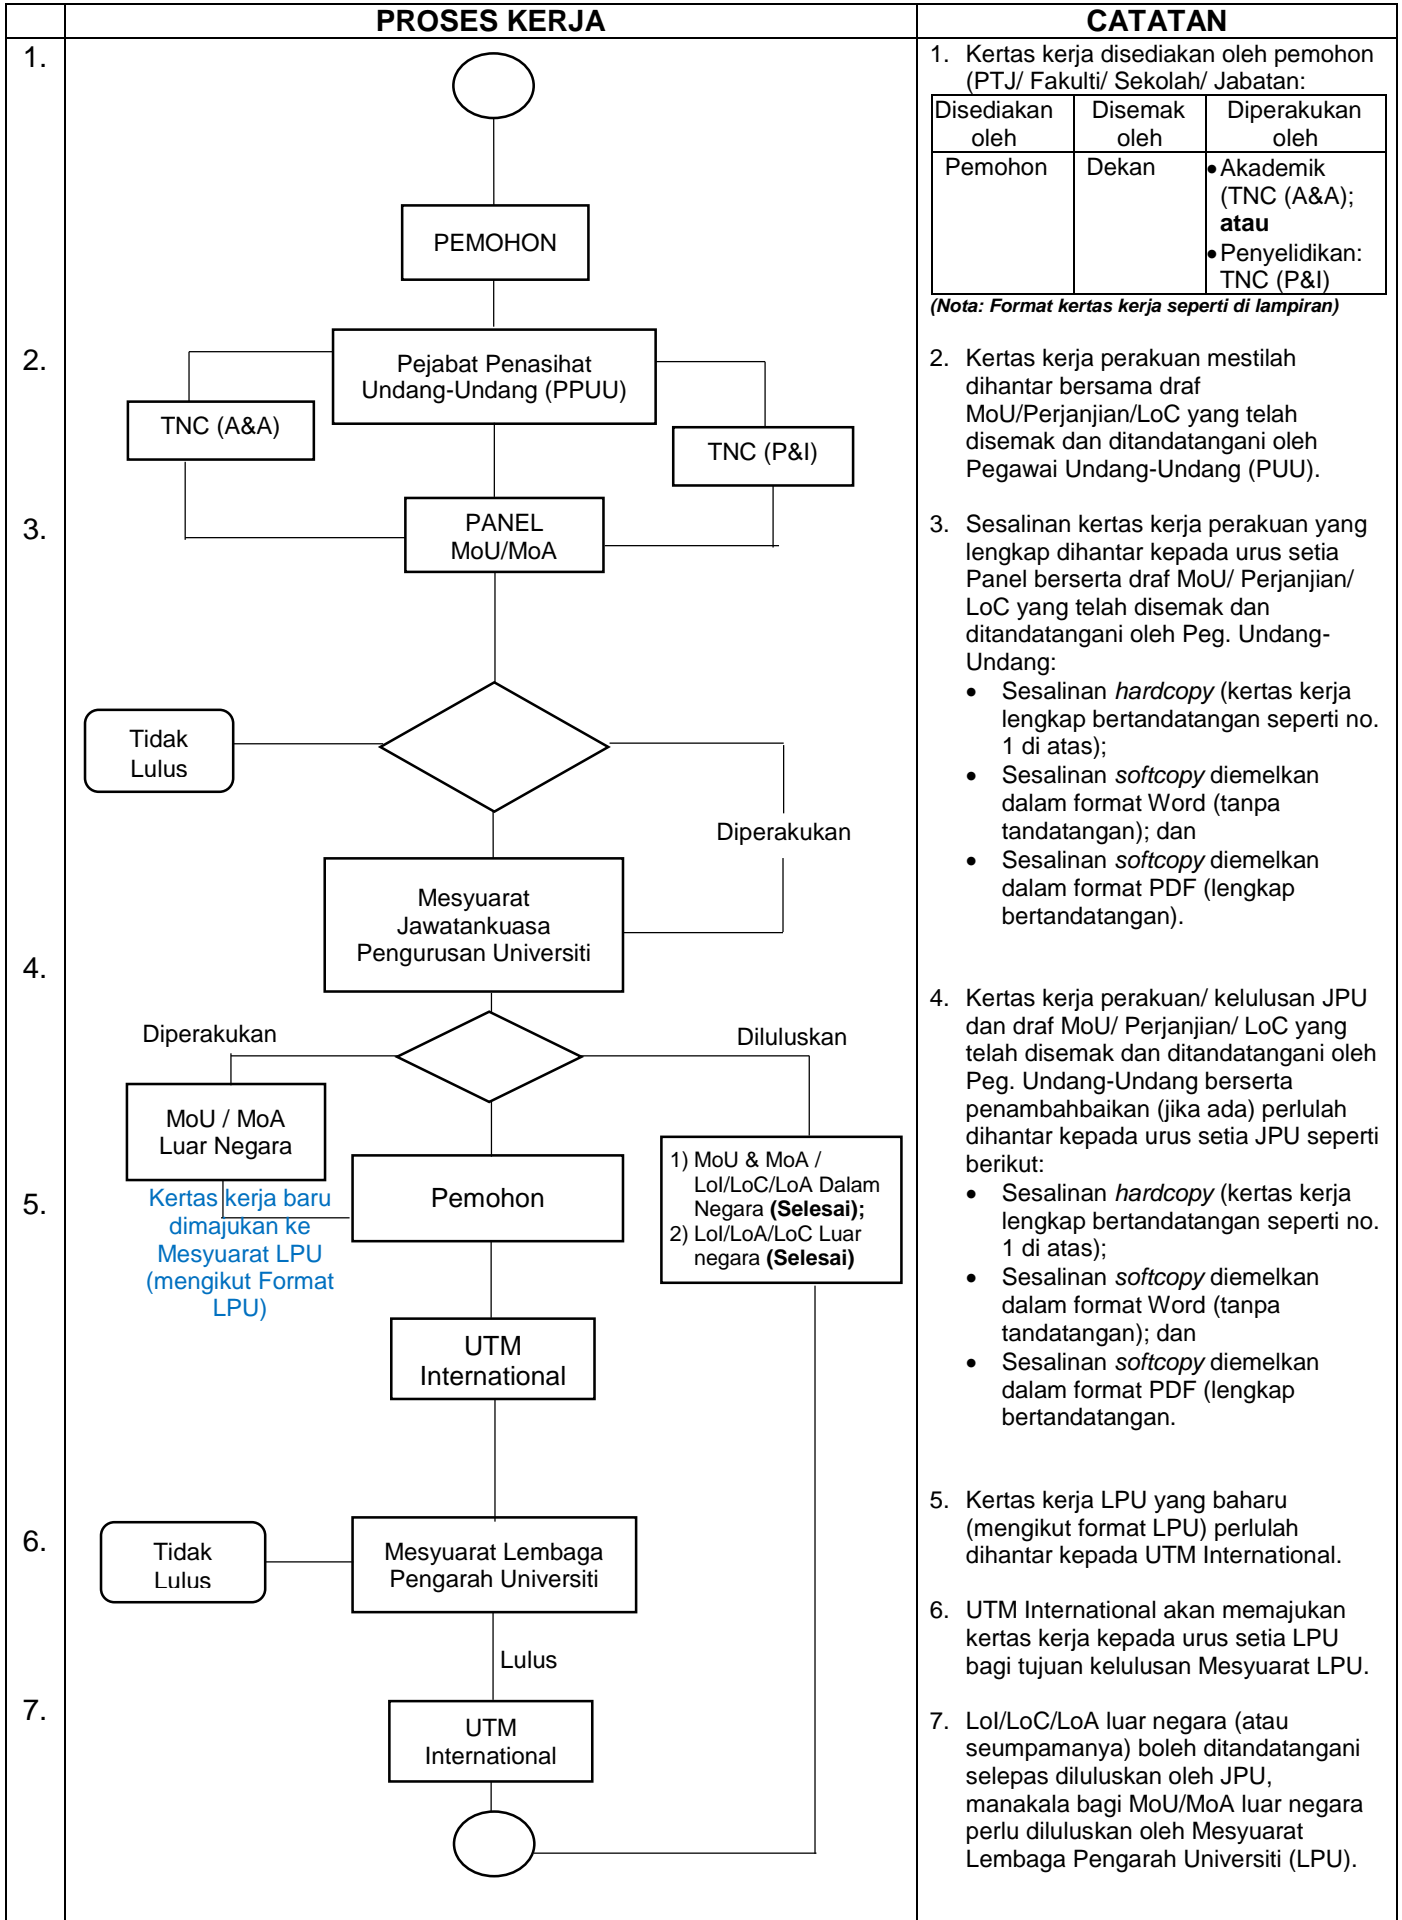 PROSES KERJA
CATATAN
1.
PEMOHON
2.
Pejabat Penasihat
Undang-Undang (PPUU)
TNC (A&A)
TNC (P&I)
3.
PANEL
MoU/MoA
Tidak
Lulus
Diperakukan
Mesyuarat
Jawatankuasa
Pengurusan Universiti
4.
Diperakukan
Diluluskan
MoU / MoA
Luar Negara
5.
Kertas kerja baru
dimajukan ke
Mesyuarat LPU
(mengikut Format
LPU)
Pemohon
1) MoU & MoA /
LoI/LoC/LoA Dalam
Negara (Selesai);
2) LoI/LoA/LoC Luar
negara (Selesai)
UTM
International
6.
Tidak
Lulus
Mesyuarat Lembaga
Pengarah Universiti
Lulus
7.
UTM
International
1. Kertas kerja disediakan oleh pemohon
(PTJ/ Fakulti/ Sekolah/ Jabatan:
Disediakan
oleh
Disemak
oleh
Diperakukan
oleh
Pemohon
Dekan
•Akademik
(TNC (A&A);
atau
•Penyelidikan:
TNC (P&I)
(Nota: Format kertas kerja seperti di lampiran)
2. Kertas kerja perakuan mestilah
dihantar bersama draf
MoU/Perjanjian/LoC yang telah
disemak dan ditandatangani oleh
Pegawai Undang-Undang (PUU).
3. Sesalinan kertas kerja perakuan yang
lengkap dihantar kepada urus setia
Panel berserta draf MoU/ Perjanjian/
LoC yang telah disemak dan
ditandatangani oleh Peg. Undang-
Undang:
• Sesalinan hardcopy (kertas kerja
lengkap bertandatangan seperti no.
1 di atas);
• Sesalinan softcopy diemelkan
dalam format Word (tanpa
tandatangan); dan
• Sesalinan softcopy diemelkan
dalam format PDF (lengkap
bertandatangan).
4. Kertas kerja perakuan/ kelulusan JPU
dan draf MoU/ Perjanjian/ LoC yang
telah disemak dan ditandatangani oleh
Peg. Undang-Undang berserta
penambahbaikan (jika ada) perlulah
dihantar kepada urus setia JPU seperti
berikut:
• Sesalinan hardcopy (kertas kerja
lengkap bertandatangan seperti no.
1 di atas);
• Sesalinan softcopy diemelkan
dalam format Word (tanpa
tandatangan); dan
• Sesalinan softcopy diemelkan
dalam format PDF (lengkap
bertandatangan.
5. Kertas kerja LPU yang baharu
(mengikut format LPU) perlulah
dihantar kepada UTM International.
6. UTM International akan memajukan
kertas kerja kepada urus setia LPU
bagi tujuan kelulusan Mesyuarat LPU.
7. LoI/LoC/LoA luar negara (atau
seumpamanya) boleh ditandatangani
selepas diluluskan oleh JPU,
manakala bagi MoU/MoA luar negara
perlu diluluskan oleh Mesyuarat
Lembaga Pengarah Universiti (LPU).